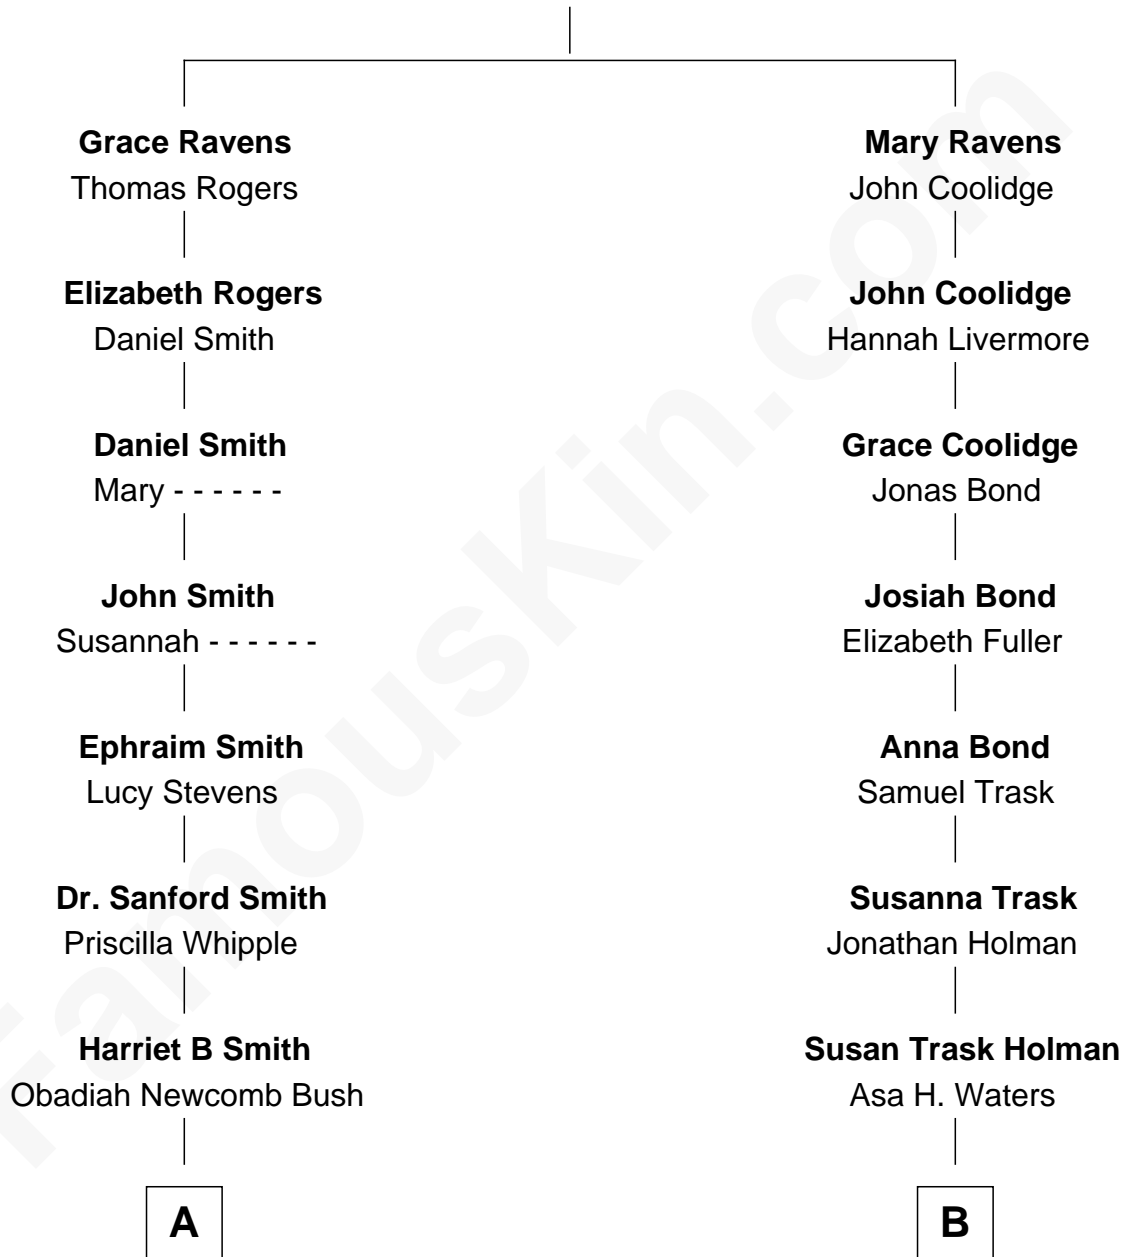 Grace Ravens
Thomas Rogers
Elizabeth Rogers
Daniel Smith
Daniel Smith
Mary - - - - - -
John Smith
Susannah - - - - - -
Ephraim Smith
Lucy Stevens
Dr. Sanford Smith
Priscilla Whipple
Harriet B Smith
Obadiah Newcomb Bush
A
Mary Ravens
John Coolidge
John Coolidge
Hannah Livermore
Grace Coolidge
Jonas Bond
Josiah Bond
Elizabeth Fuller
Anna Bond
Samuel Trask
Susanna Trask
Jonathan Holman
Susan Trask Holman
Asa H. Waters
B
FamousKin.com